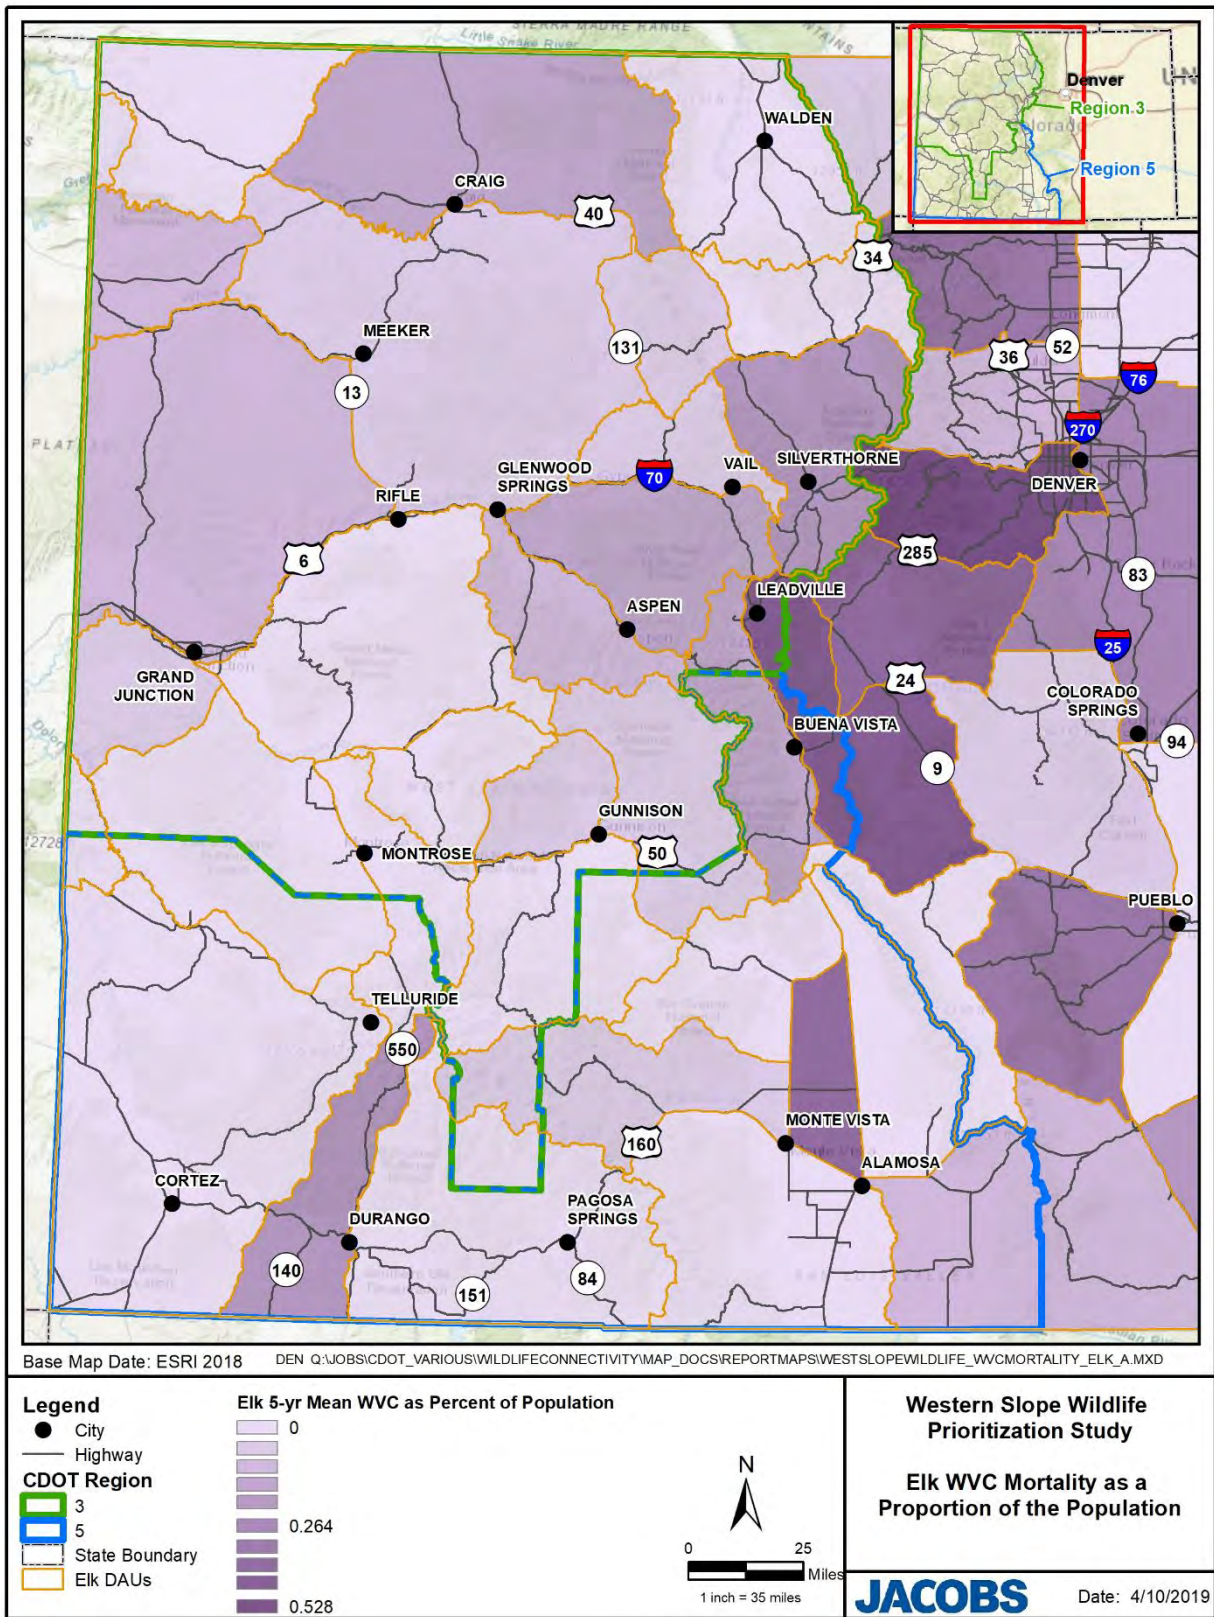 SIERRA MADRE RANGE
Little Snake River
Denver
Region 3
Region 5
WALDEN
CRAIG
40
34
MEEKER
131
13
36
52
76
270
GLENWOOD
SPRINGS
70
VAIL
SILVERTHORNE
DENVER
RIFLE
6
285
83
LEADVILLE
ASPEN
25
GRAND
JUNCTION
24
COLORADO
SPRINGS
BUENA VISTA
94
9
GUNNISON
50
MONTROSE
PUEBLO
TELLURIDE
550
MONTE VISTA
160
ALAMOSA
CORTEZ
PAGOSA
SPRINGS
DURANGO
140
151
84
Base Map Date: ESRI 2018
DEN Q:\JOBS\CDOT_VARIOUS\WILDLIFECONNECTIVITY\MAP_DOCS\REPORTMAPS\WESTSLOPEWILDLIFE_WVCMORTALITY_ELK_A.MXD
Legend
City
Highway
CDOT Region
3
5
State Boundary
Elk DAUs
Elk 5-yr Mean WVC as Percent of Population
0
0.264
0.528
N
0 25
Miles
1 inch = 35 miles
Western Slope Wildlife
Prioritization Study
Elk WVC Mortality as a
Proportion of the Population
JACOBS
Date: 4/10/2019